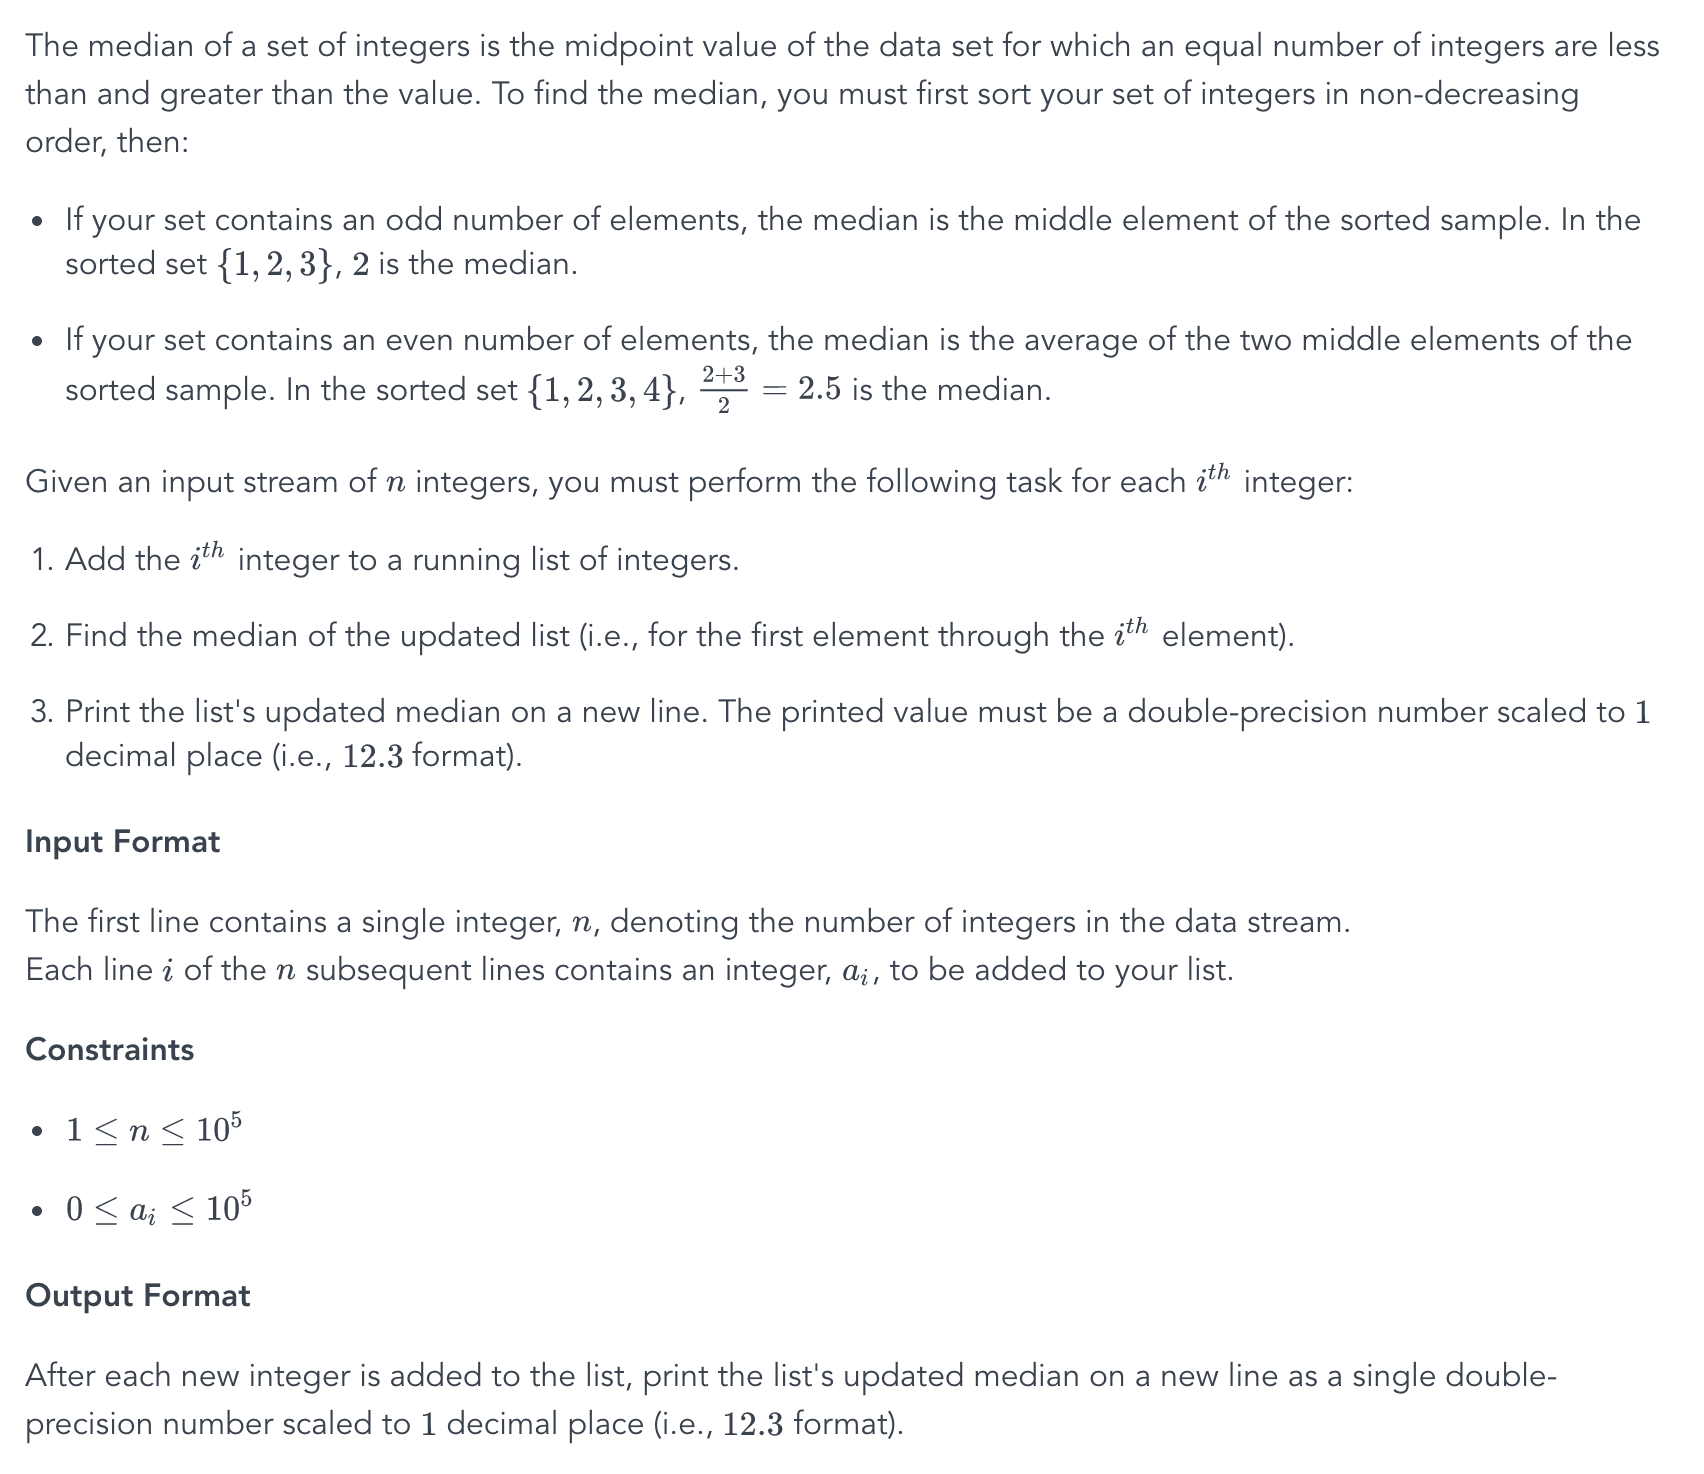 The median of a set of integers is the midpoint value of the data set for which an equal number of integers are less
than and greater than the value. To find the median, you must first sort your set of integers in non-decreasing
order, then:
• If your set contains an odd number of elements, the median is the middle element of the sorted sample. In the
sorted set {1, 2, 3}, 2 is the median.
• If your set contains an even number of elements, the median is the average of the two middle elements of the
sorted sample. In the sorted set {1, 2, 3, 4}, \frac{2+3}{2} = 2.5 is the median.
Given an input stream of n integers, you must perform the following task for each i^{th} integer:
1. Add the i^{th} integer to a running list of integers.
2. Find the median of the updated list (i.e., for the first element through the i^{th} element).
3. Print the list's updated median on a new line. The printed value must be a double-precision number scaled to 1
decimal place (i.e., 12.3 format).
Input Format
The first line contains a single integer, n, denoting the number of integers in the data stream.
Each line i of the n subsequent lines contains an integer, a_i, to be added to your list.
Constraints
• 1 ≤ n ≤ 10^5
• 0 ≤ a_i ≤ 10^5
Output Format
After each new integer is added to the list, print the list's updated median on a new line as a single double-
precision number scaled to 1 decimal place (i.e., 12.3 format).